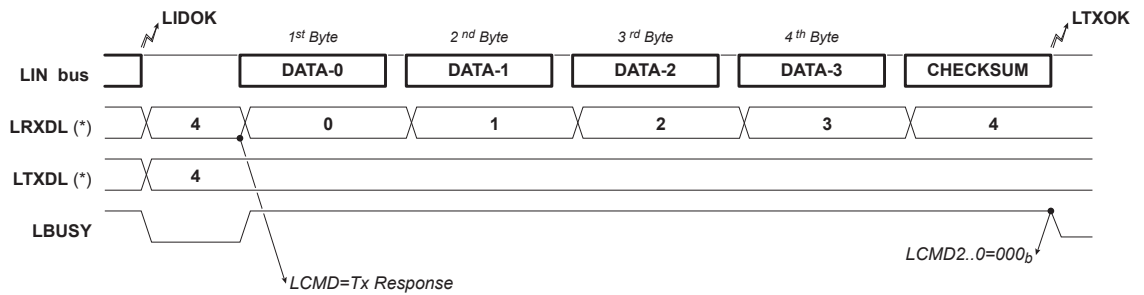 LIDOK
LTXOK
1st Byte 2nd Byte 3rd Byte 4th Byte
LIN bus DATA-0 DATA-1 DATA-2 DATA-3 CHECKSUM
LRXDL (*) 4 0 1 2 3 4
LTXDL (*) 4
LBUSY
LCMD2..0=000b
LCMD=Tx Response